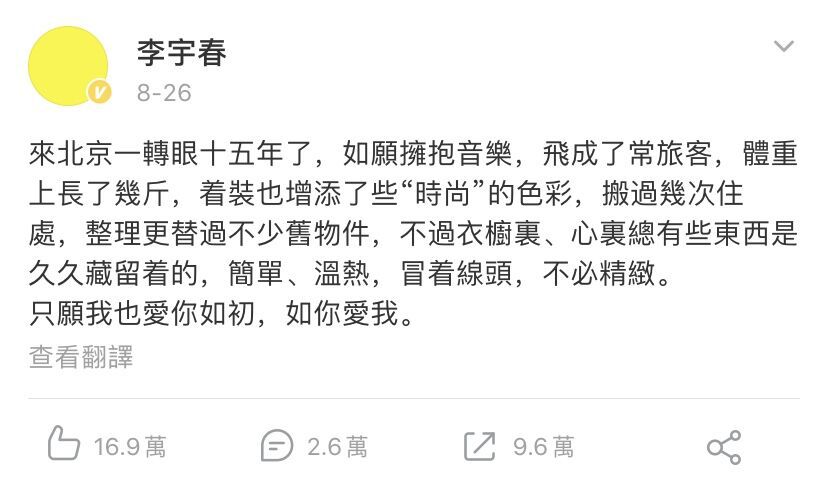 李宇春
8-26
來北京一轉眼十五年了，如願擁抱音樂，飛成了常旅客，體重
上長了幾斤，着裝也增添了些“時尚”的色彩，搬過幾次住
處，整理更替過不少舊物件，不過衣櫥裏、心裏總有些東西是
久久藏留着的，簡單、溫熱，冒着線頭，不必精緻。
只願我也愛你如初，如你愛我。
查看翻譯
16.9萬 2.6萬 9.6萬